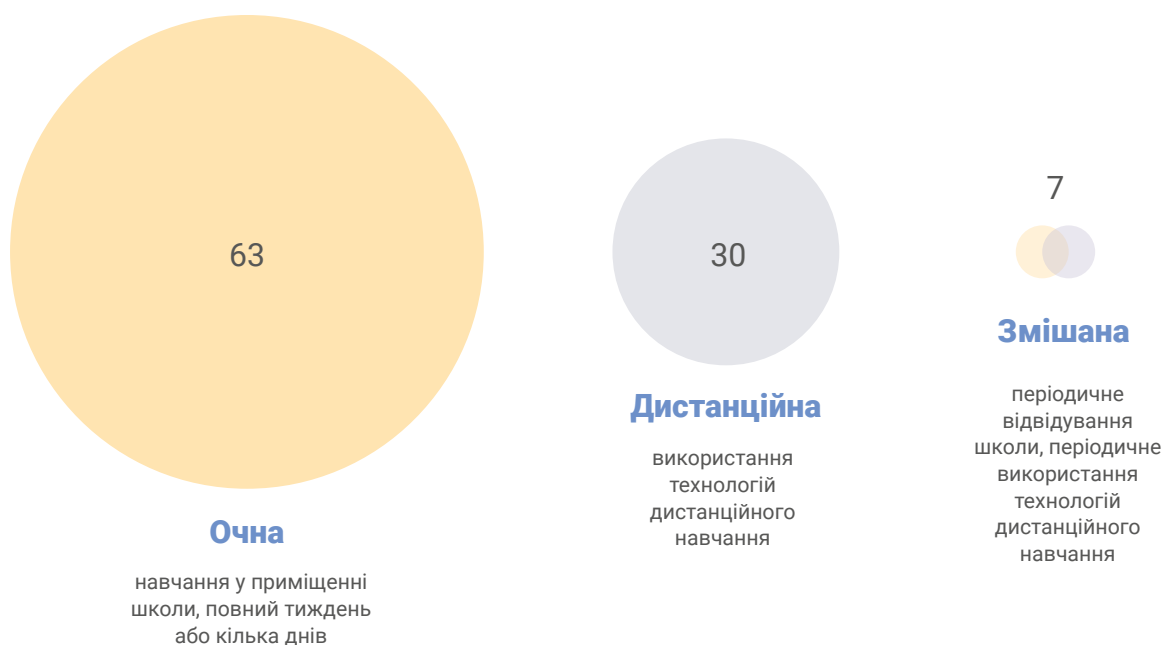 63
Очна
навчання у приміщенні
школи, повний тиждень
або кілька днів
30
Дистанційна
використання
технологій
дистанційного
навчання
7
Змішана
періодичне
відвідування
школи, періодичне
використання
технологій
дистанційного
навчання